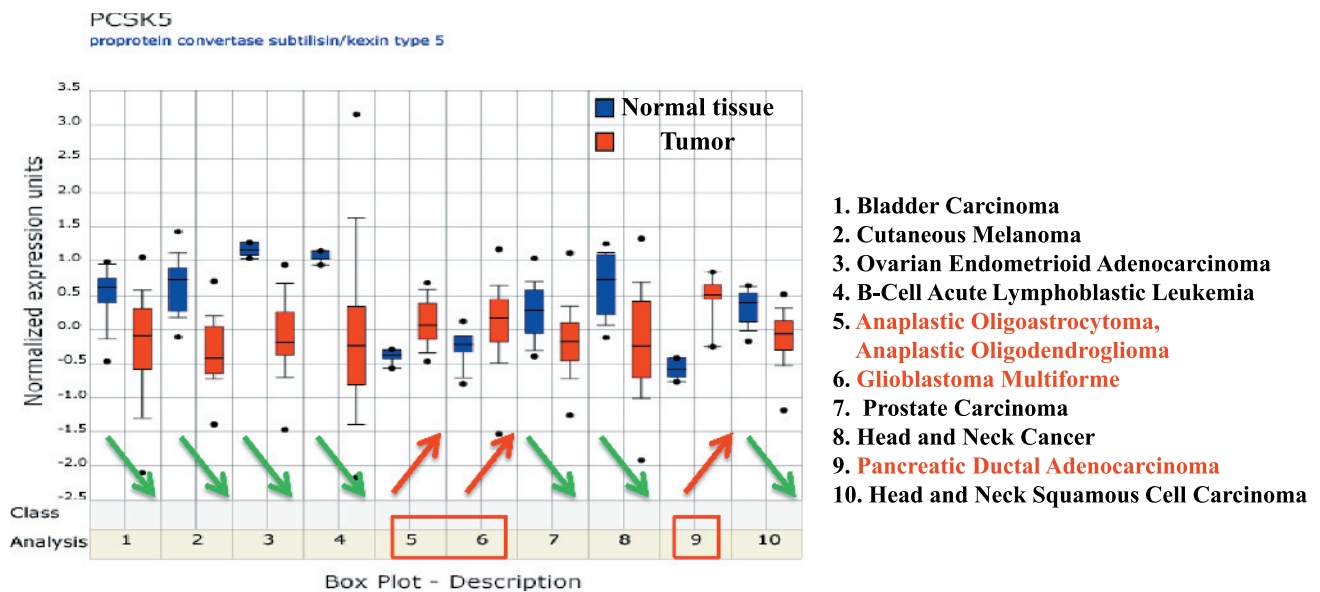 PCSK5
proprotein convertase subtilisin/kexin type 5
Normalized expression units
3.5
3.0
2.5
2.0
1.5
1.0
0.5
0.0
-0.5
-1.0
-1.5
-2.0
-2.5
Normal tissue
Tumor
Class
Analysis 1 2 3 4 5 6 7 8 9 10
Box Plot - Description
1. Bladder Carcinoma
2. Cutaneous Melanoma
3. Ovarian Endometrioid Adenocarcinoma
4. B-Cell Acute Lymphoblastic Leukemia
5. Anaplastic Oligoastrocytoma,
Anaplastic Oligodendroglioma
6. Glioblastoma Multiforme
7. Prostate Carcinoma
8. Head and Neck Cancer
9. Pancreatic Ductal Adenocarcinoma
10. Head and Neck Squamous Cell Carcinoma